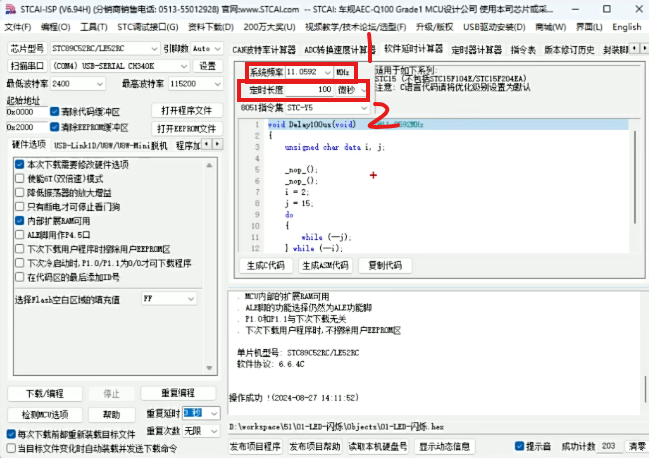 STCAI-ISP (V6.94H) (分销商销售电话: 0513-55012928) 官网:www.STCAI.com — 车规AEC-Q100 Grade1 MCU设计公司 使用本司芯片或采...
文件(F) 编程(O) 工具(T) STC调试接口(G) 资料下载(D) 200万大奖(U) 视频教学/技术论坛/选型(F) 升级/版权 USB驱动安装(D) 商城(W) 界面(L) English
芯片型号 STC89C52RC/LE52RC 引脚数 Auto
扫描串口 (COM4) USB-SERIAL CH340K 设置
最低波特率 2400 最高波特率 115200
起始地址
0x0000 清除代码缓冲区 打开程序文件
0x2000 清除EEPROM缓冲区 打开EEPROM文件
硬件选项 USB-Link1D/U8W/U8W-Mini脱机 程序加
本次下载需要修改硬件选项
使能6T(双倍速)模式
降低振荡器的放大增益
只有断电才可停止看门狗
内部扩展RAM可用
ALE脚用作P4.5口
下次下载用户程序时擦除用户EEPROM区
下次冷启动时,P1.0/P1.1为0/0才可下载程序
在代码区的最后添加ID号
选择Flash空白区域的填充值 FF
下载/编程 停止 重复编程
检测MCU选项 帮助 重复延时 3 秒
每次下载前都重新装载目标文件 重复次数 无限
当目标文件变化时自动装载并发送下载命令
CAN波特率计算器 ADC转换速度计算器 软件延时计算器 定时器计算器 指令表 版本修订历史 封装脚
1
系统频率 11.0592 MHz
定时长度 100 微秒
适用于如下系列:
STC15 (不包括STC15F104E/STC15F204EA)
注意: C语言代码请将优化级别设置为默认
8051指令集 STC-Y5
2
1 void Delay100us(void) //@11.0592MHz
2 {
3 unsigned char data i, j;
4
5 _nop_();
6 _nop_();
7 i = 2;
8 j = 15;
9 do
10 {
11 while (--j);
12 } while (--i);
生成C代码 生成ASM代码 复制代码
. MCU内部的扩展RAM可用
. ALE脚的功能选择仍然为ALE功能脚
. P1.0和P1.1与下次下载无关
. 下次下载用户程序时,不擦除用户EEPROM区
单片机型号: STC89C52RC/LE52RC
软件协议: 6.6.4C
操作成功 !(2024-08-27 14:11:52)
D:\workspace\51\01-LED-闪烁\Objects\01-LED-闪烁.hex
发布项目程序 发布项目帮助 读取本机硬盘号 显示动态信息 提示音 成功计数 203 清零